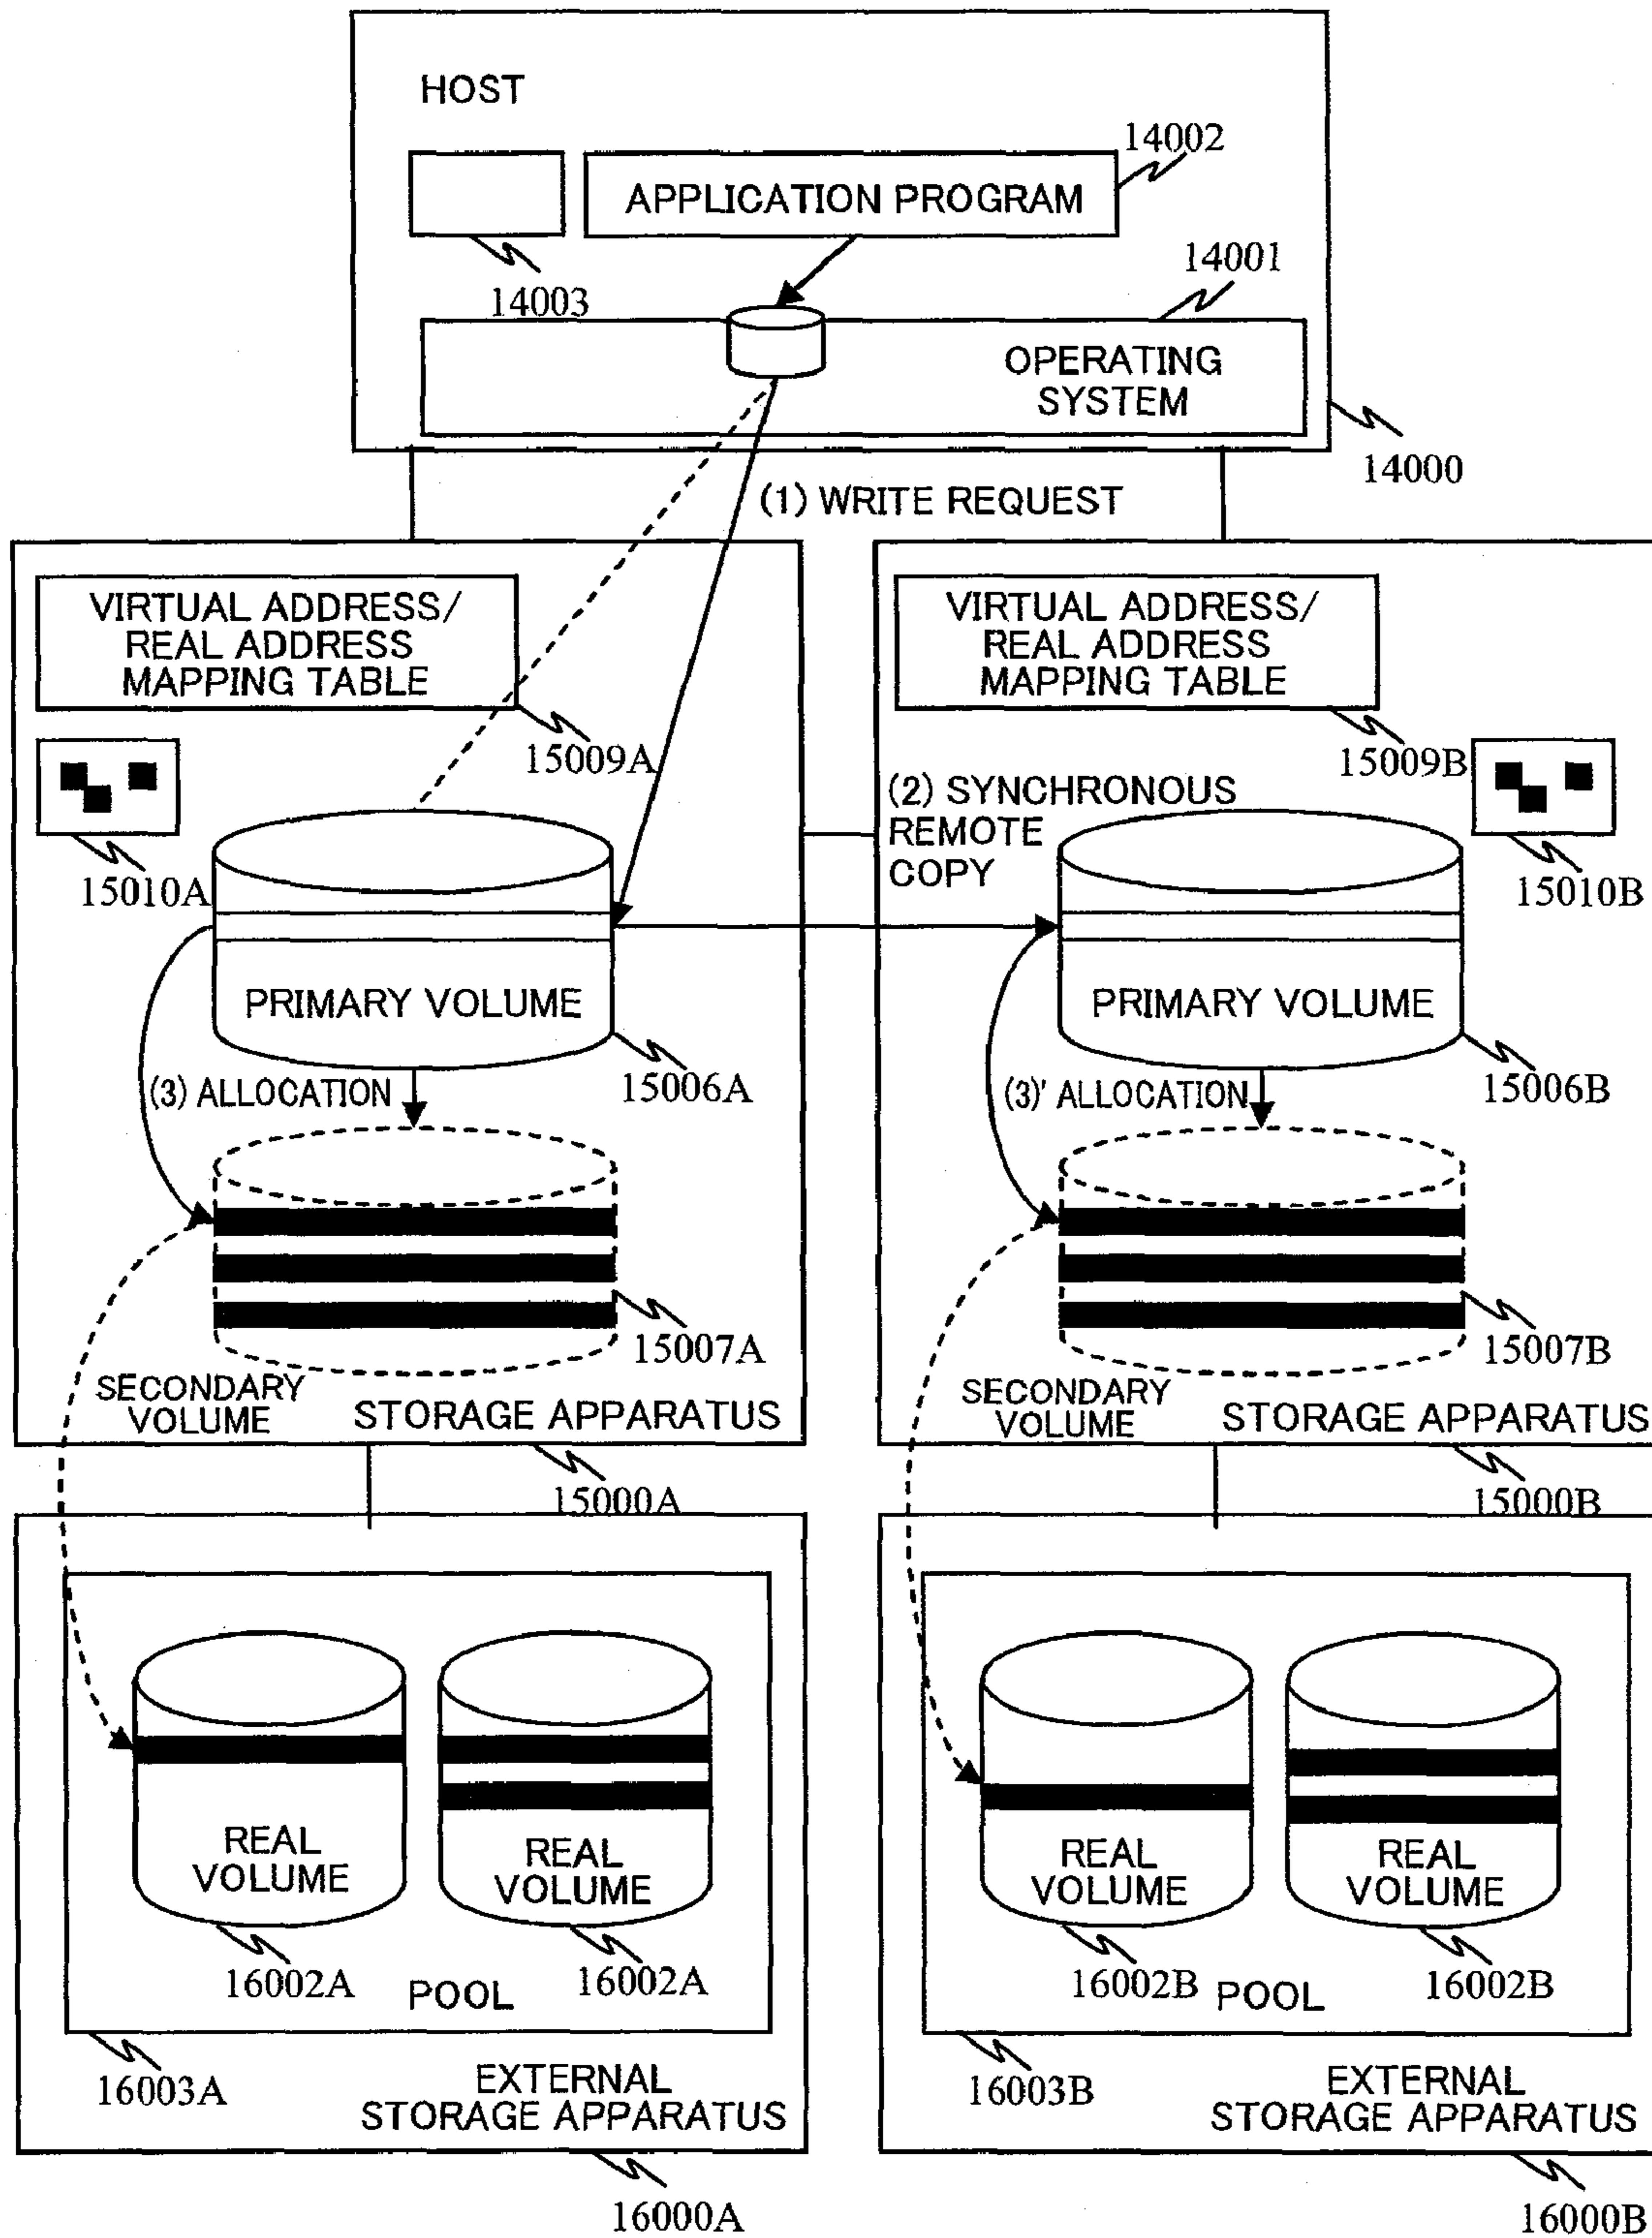 HOST
14002
APPLICATION PROGRAM
14001
14003
OPERATING
SYSTEM
14000
(1) WRITE REQUEST
VIRTUAL ADDRESS/
REAL ADDRESS
MAPPING TABLE
15009A
15010A
PRIMARY VOLUME
15006A
(3) ALLOCATION
15007A
SECONDARY
VOLUME
STORAGE APPARATUS
15000A
(2) SYNCHRONOUS
REMOTE
COPY
VIRTUAL ADDRESS/
REAL ADDRESS
MAPPING TABLE
15009B
15010B
PRIMARY VOLUME
15006B
(3)' ALLOCATION
15007B
SECONDARY
VOLUME
STORAGE APPARATUS
15000B
REAL
VOLUME
16002A
REAL
VOLUME
16002A
POOL
16003A
EXTERNAL
STORAGE APPARATUS
16000A
REAL
VOLUME
16002B
REAL
VOLUME
16002B
POOL
16003B
EXTERNAL
STORAGE APPARATUS
16000B